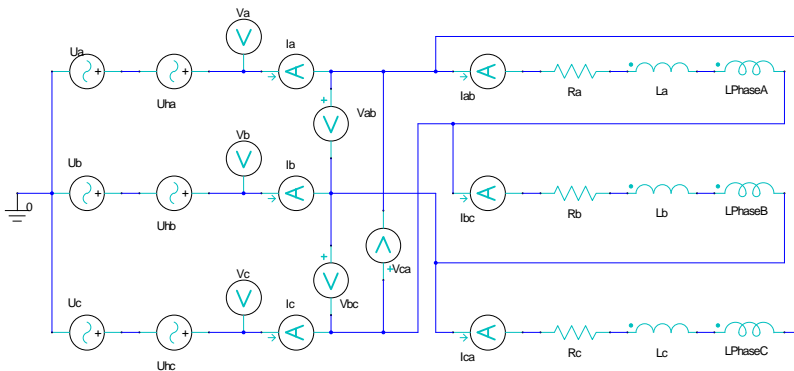 Va
Ua
Ia
Uha
Vab
Iab
Ra
La
LPhaseA
Vb
Ub
Ib
Uhb
0
Ibc
Rb
Lb
LPhaseB
Vca
Vc
Uc
Ic
Vbc
Uhc
Ica
Rc
Lc
LPhaseC